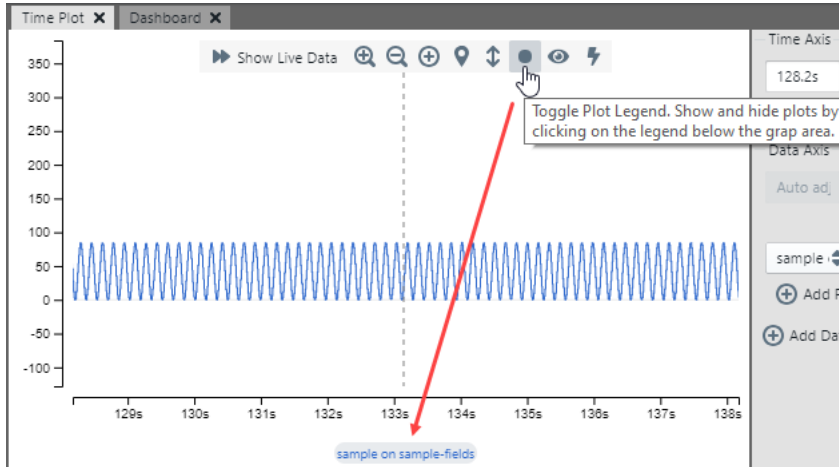 Time Plot
Dashboard
Show Live Data
Time Axis
128.2s
Toggle Plot Legend. Show and hide plots by
clicking on the legend below the grap area.
Data Axis
Auto adj
sample
Add
Add Da
350
300
250
200
150
100
50
0
-50
-100
129s 130s 131s 132s 133s 134s 135s 136s 137s 138s
sample on sample-fields